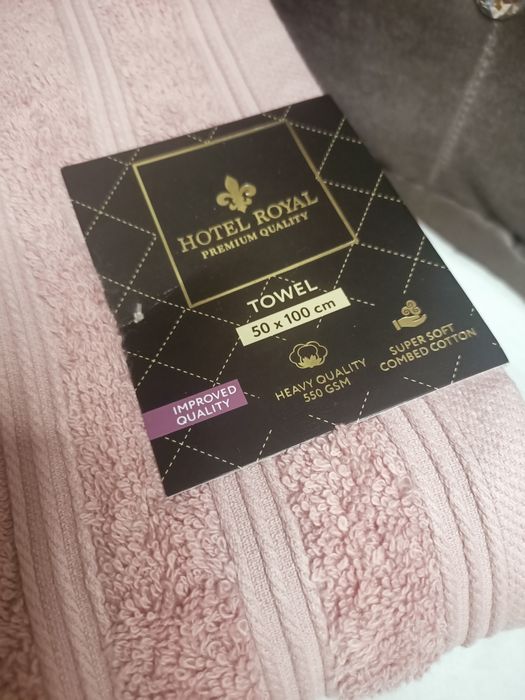 HOTEL ROYAL
PREMIUM QUALITY
TOWEL
50 x 100 cm
HEAVY QUALITY
550 GSM
SUPER SOFT
COMBED COTTON
IMPROVED
QUALITY